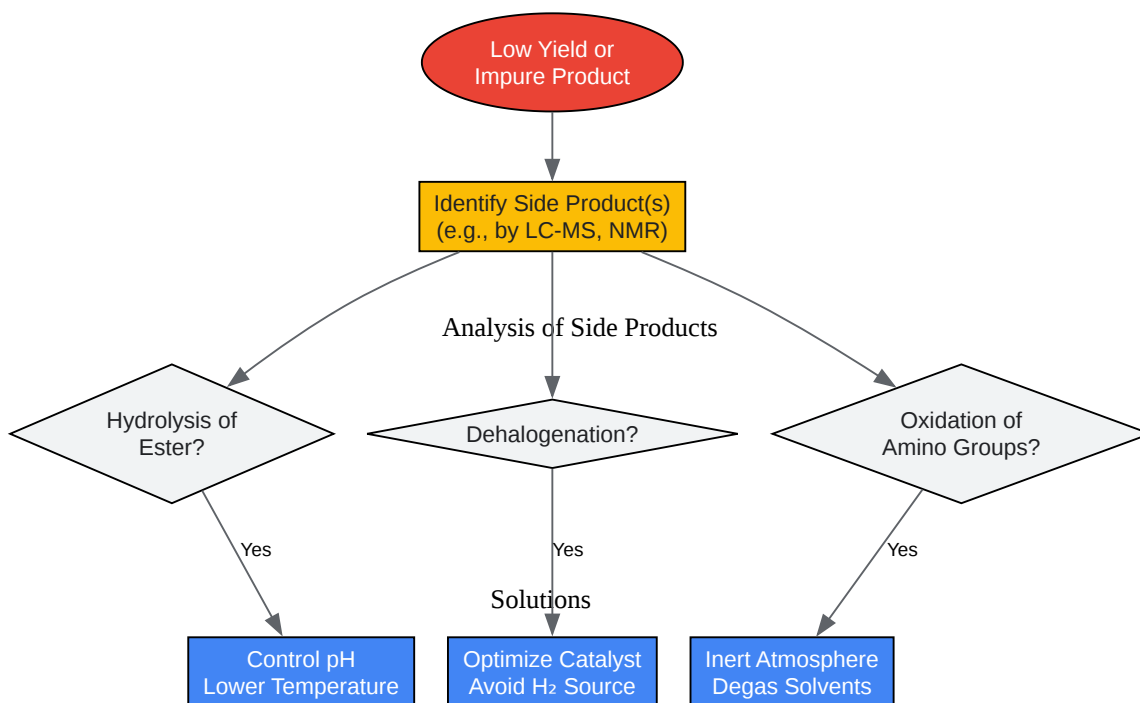 Low Yield or
Impure Product
Identify Side Product(s)
(e.g., by LC-MS, NMR)
Analysis of Side Products
Hydrolysis of
Ester?
Dehalogenation?
Oxidation of
Amino Groups?
Yes
Yes
Yes
Solutions
Control pH
Lower Temperature
Optimize Catalyst
Avoid H₂ Source
Inert Atmosphere
Degas Solvents